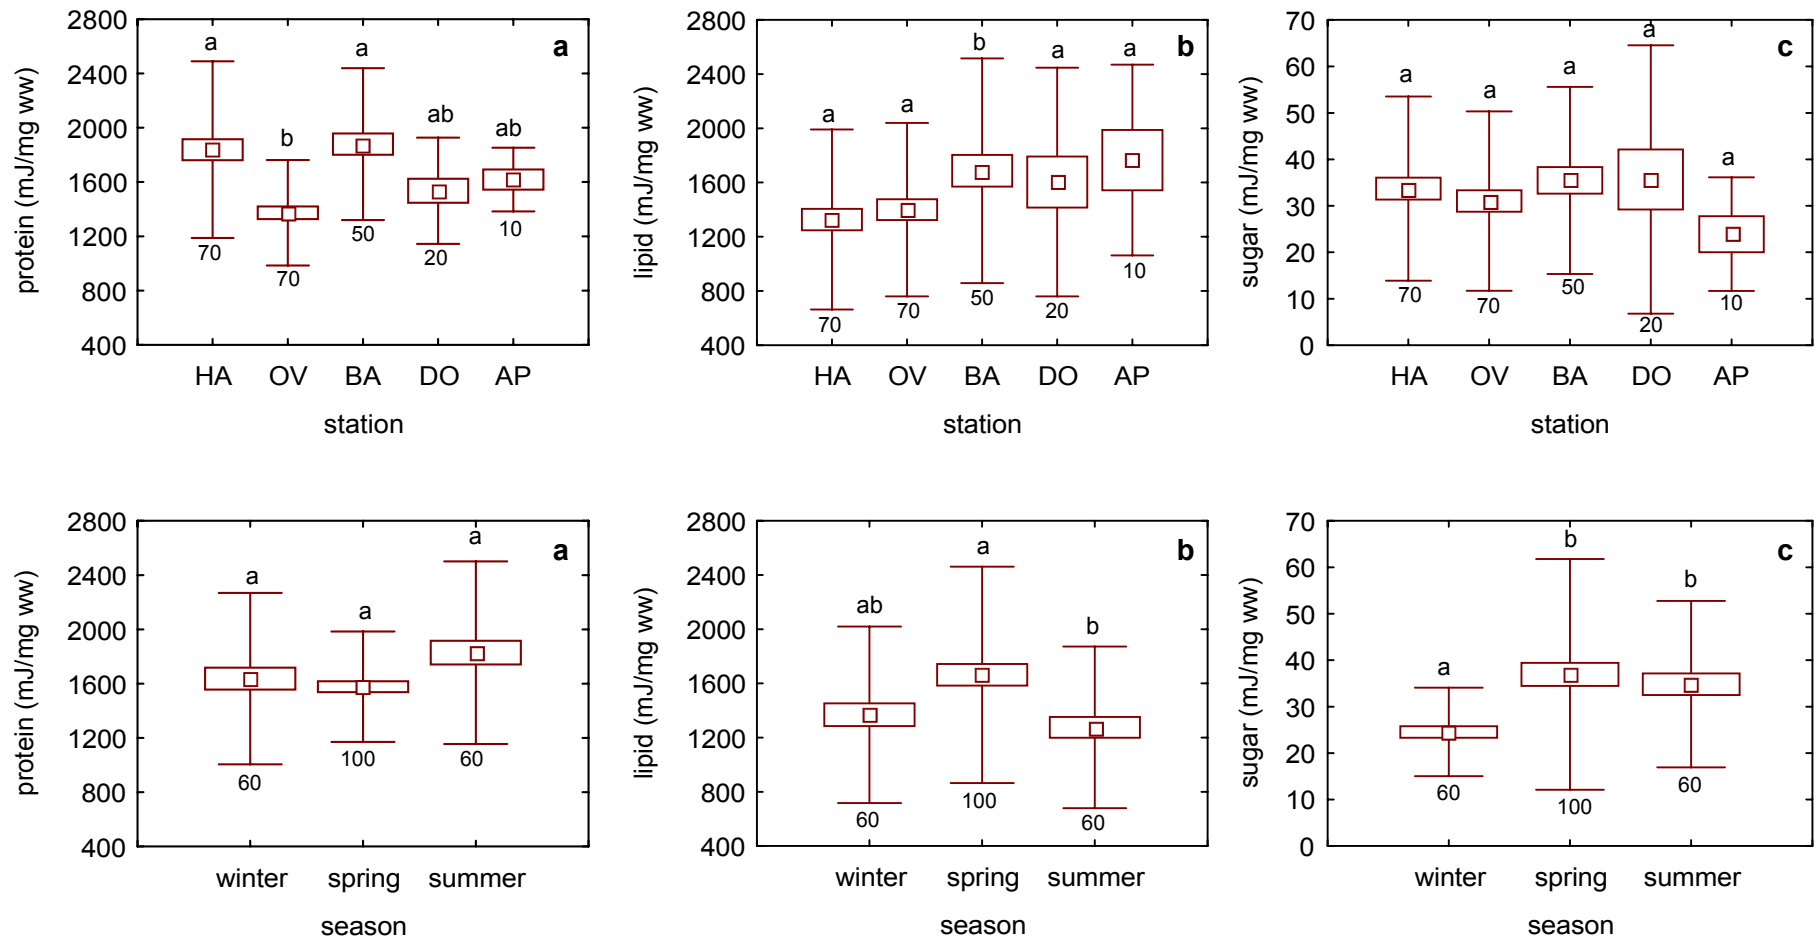 2800
2400
2000
1600
1200
800
400
protein (mJ/mg ww)
a
a
b
a
ab
ab
70
70
50
20
10
HA OV BA DO AP
station
2800
2400
2000
1600
1200
800
400
lipid (mJ/mg ww)
b
a
a
b
a
a
70
70
50
20
10
HA OV BA DO AP
station
70
60
50
40
30
20
10
0
sugar (mJ/mg ww)
c
a
a
a
a
a
70
70
50
20
10
HA OV BA DO AP
station
2800
2400
2000
1600
1200
800
400
protein (mJ/mg ww)
a
a
a
a
60
100
60
winter spring summer
season
2800
2400
2000
1600
1200
800
400
lipid (mJ/mg ww)
b
ab
a
b
60
100
60
winter spring summer
season
70
60
50
40
30
20
10
0
sugar (mJ/mg ww)
c
a
b
b
60
100
60
winter spring summer
season